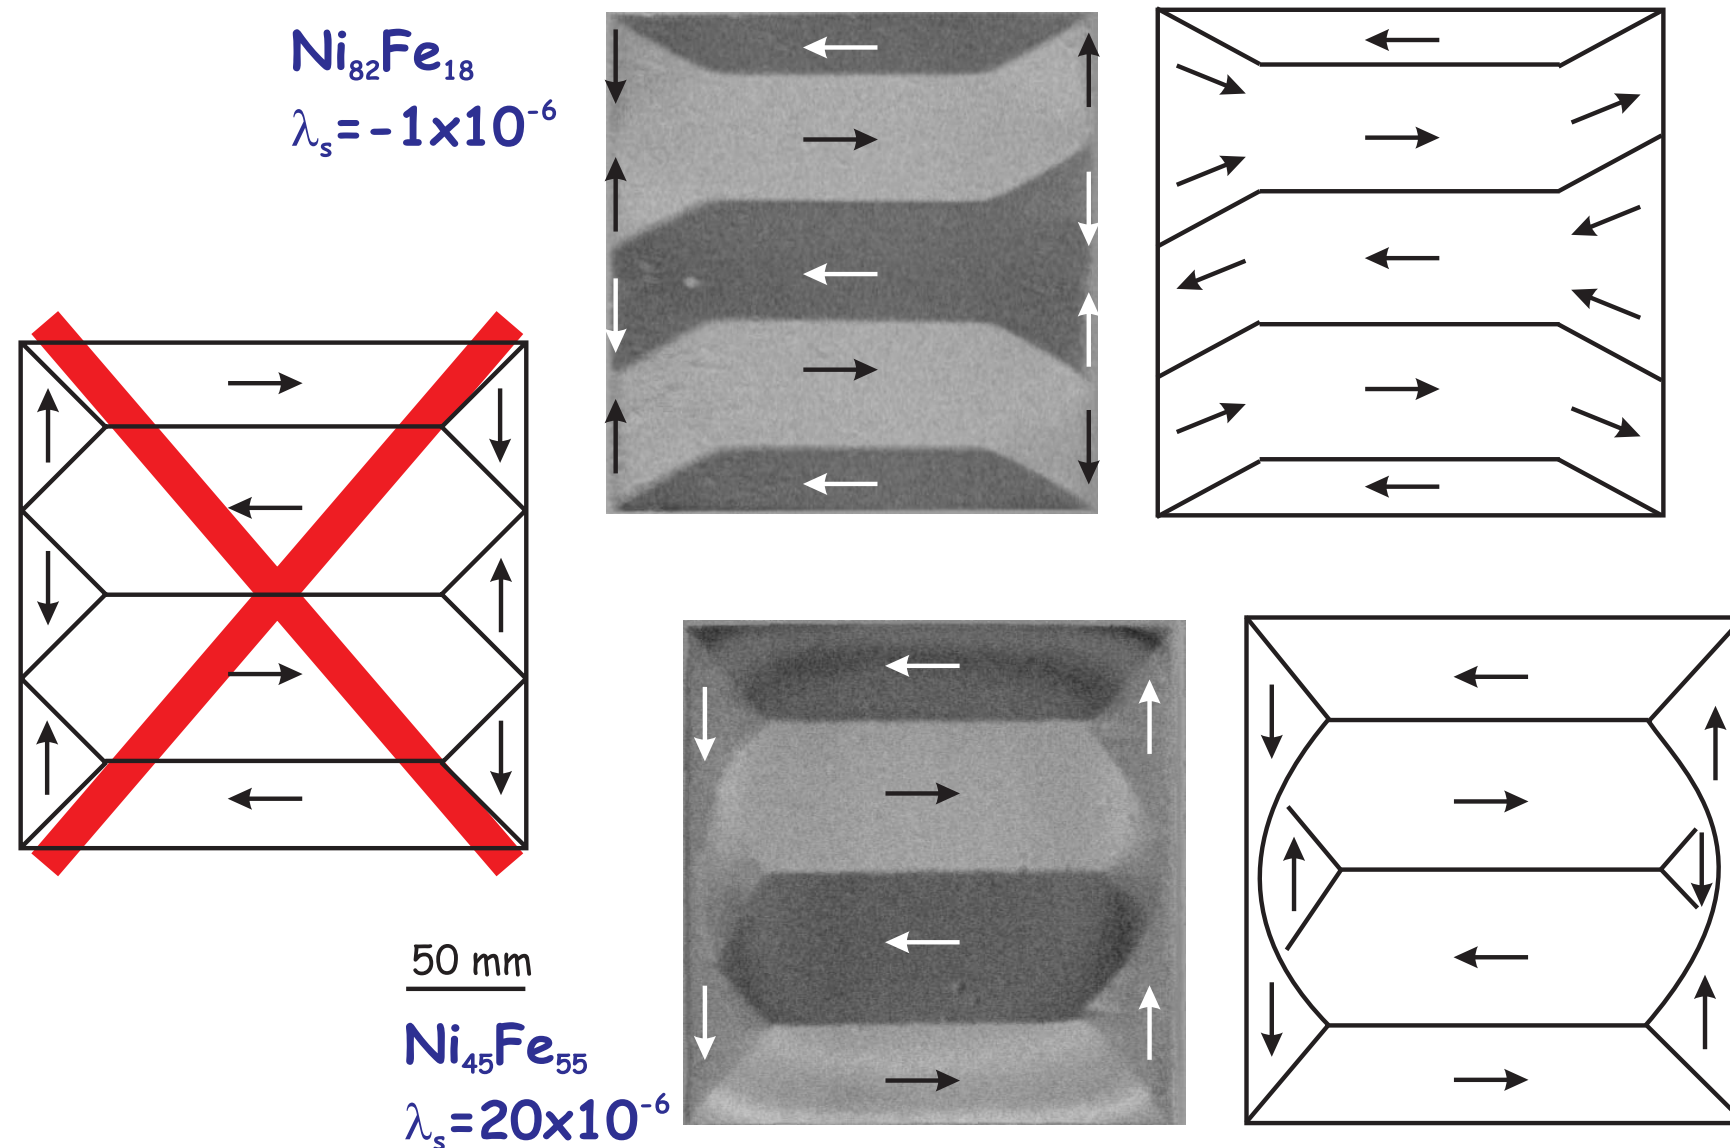 Ni₈₂Fe₁₈
λₛ=-1x10⁻⁶
50 mm
Ni₄₅Fe₅₅
λₛ=20x10⁻⁶